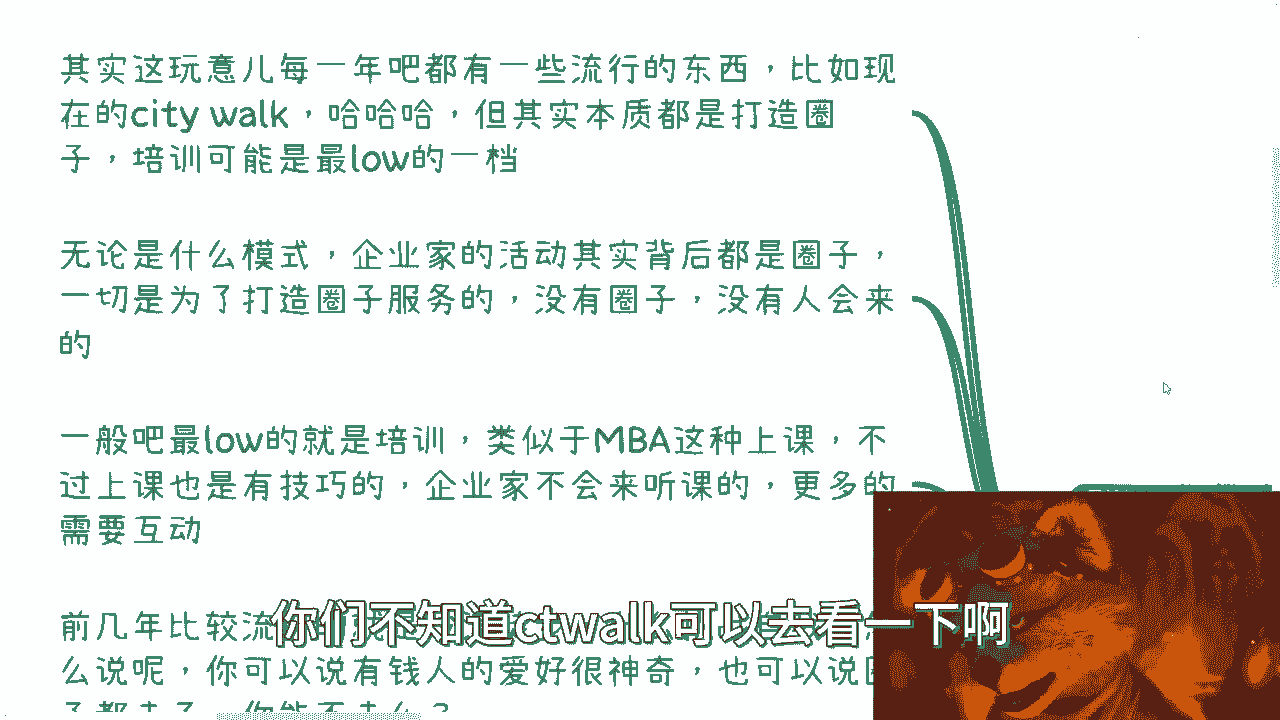 其实这玩意儿每一年吧都有一些流行的东西，比如现
在的city walk，哈哈哈，但其实本质都是打造圈
子，培训可能是最low的一档
无论是什么模式，企业家的活动其实背后都是圈子，
一切是为了打造圈子服务的，没有圈子，没有人会来
的
一般吧最low的就是培训，类似于MBA这种上课，不
过上课也是有技巧的，企业家不会来听课的，更多的
需要互动
前几年比较流
你们不知道ctwalk可以去看一下啊
么说呢，你可以说有钱人的爱好很神奇，也可以说